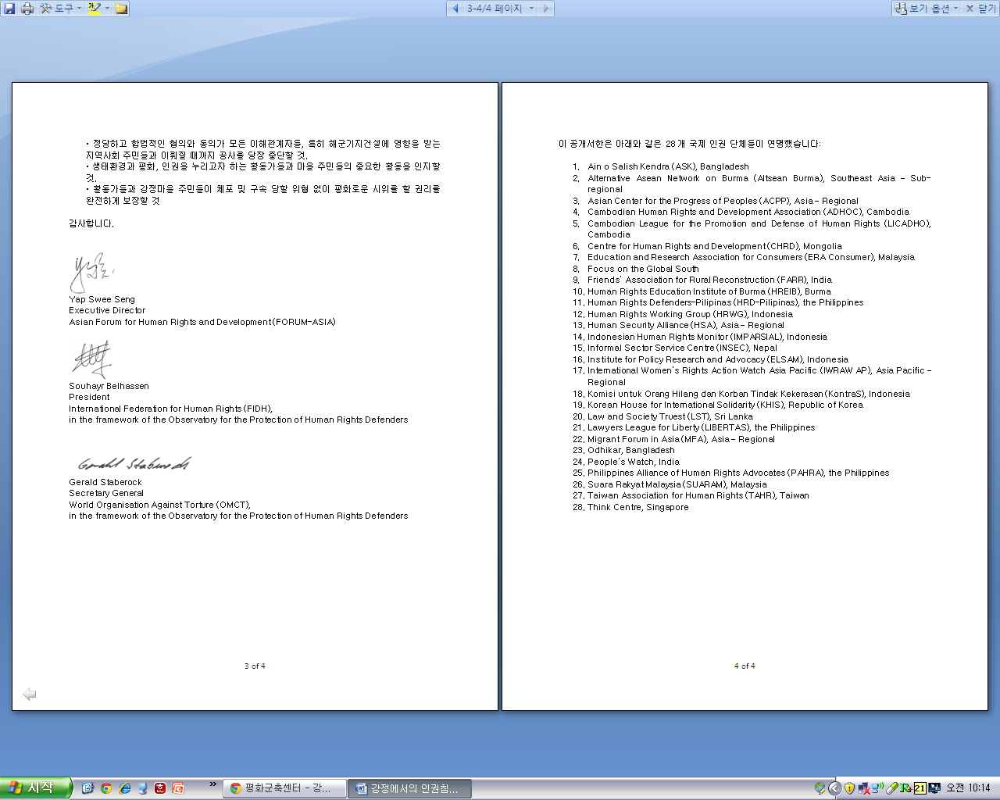 도구
3-4/4 페이지
보기 옵션
닫기
• 정당하고 합법적인 협의와 동의가 모든 이해관계자들, 특히 해군기지건설에 영향을 받는
지역사회 주민들과 이뤄질 때까지 공사를 당장 중단할 것.
• 생태환경과 평화, 인권을 누리고자 하는 활동가들과 마을 주민들의 중요한 활동을 인지할
것.
• 활동가들과 강정마을 주민들이 체포 및 구속 당할 위협 없이 평화로운 시위를 할 권리를
완전하게 보장할 것
감사합니다.
Yap Swee Seng
Executive Director
Asian Forum for Human Rights and Development (FORUM-ASIA)
Souhayr Belhassen
President
International Federation for Human Rights (FIDH),
in the framework of the Observatory for the Protection of Human Rights Defenders
Gerald Staberock
Gerald Staberock
Secretary General
World Organisation Against Torture (OMCT),
in the framework of the Observatory for the Protection of Human Rights Defenders
3 of 4
이 공개서한은 아래와 같은 28개 국제 인권 단체들이 연명했습니다:
1. Ain o Salish Kendra (ASK), Bangladesh
2. Alternative Asean Network on Burma (Altsean Burma), Southeast Asia - Sub-
regional
3. Asian Center for the Progress of Peoples (ACPP), Asia - Regional
4. Cambodian Human Rights and Development Association (ADHOC), Cambodia
5. Cambodian League for the Promotion and Defense of Human Rights (LICADHO),
Cambodia
6. Centre for Human Rights and Development (CHRD), Mongolia
7. Education and Research Association for Consumers (ERA Consumer), Malaysia
8. Focus on the Global South
9. Friends' Association for Rural Reconstruction (FARR), India
10. Human Rights Education Institute of Burma (HREIB), Burma
11. Human Rights Defenders-Pilipinas (HRD-Pilipinas), the Philippines
12. Human Rights Working Group (HRWG), Indonesia
13. Human Security Alliance (HSA), Asia - Regional
14. Indonesian Human Rights Monitor (IMPARSIAL), Indonesia
15. Informal Sector Service Centre (INSEC), Nepal
16. Institute for Policy Research and Advocacy (ELSAM), Indonesia
17. International Women's Rights Action Watch Asia Pacific (IWRAW AP), Asia Pacific -
Regional
18. Komisi untuk Orang Hilang dan Korban Tindak Kekerasan (KontraS), Indonesia
19. Korean House for International Solidarity (KHIS), Republic of Korea
20. Law and Society Truest (LST), Sri Lanka
21. Lawyers League for Liberty (LIBERTAS), the Philippines
22. Migrant Forum in Asia (MFA), Asia - Regional
23. Odhikar, Bangladesh
24. People's Watch, India
25. Philippines Alliance of Human Rights Advocates (PAHRA), the Philippines
26. Suara Rakyat Malaysia (SUARAM), Malaysia
27. Taiwan Association for Human Rights (TAHR), Taiwan
28. Think Centre, Singapore
4 of 4
시작
평화군축센터 - 강...
강정에서의 인권침...
21
오전 10:14